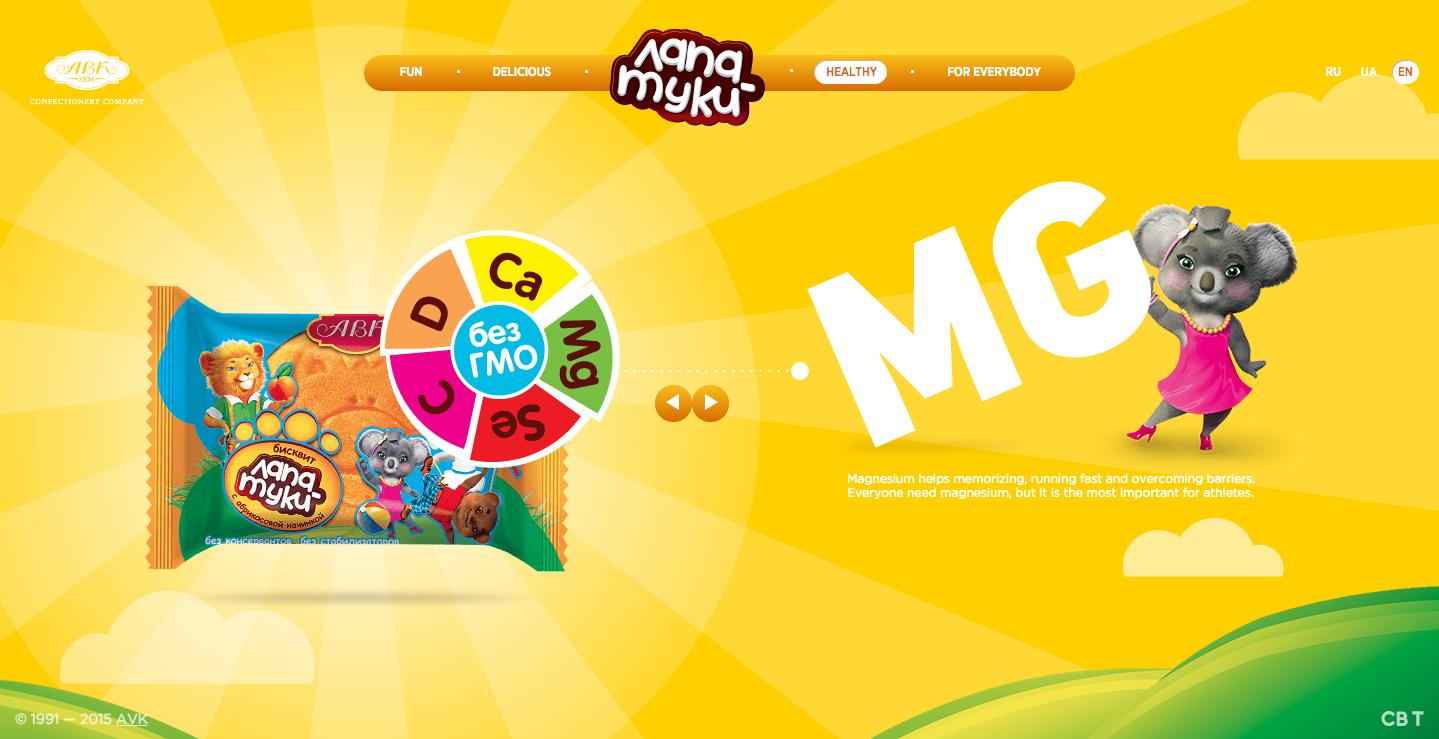 АВК
1991
CONFECTIONERY COMPANY
FUN
DELICIOUS
Лапа
туки
HEALTHY
FOR EVERYBODY
RU UA EN
Ca
D
Mg
без
ГМО
C
Se
АВК
бисквит
Лапа
туки
с абрикосовой начинкой
без консервантов без стабилизаторов
MG
Magnesium helps memorizing, running fast and overcoming barriers.
Everyone need magnesium, but it is the most important for athletes.
© 1991 — 2015 AVK
CBT